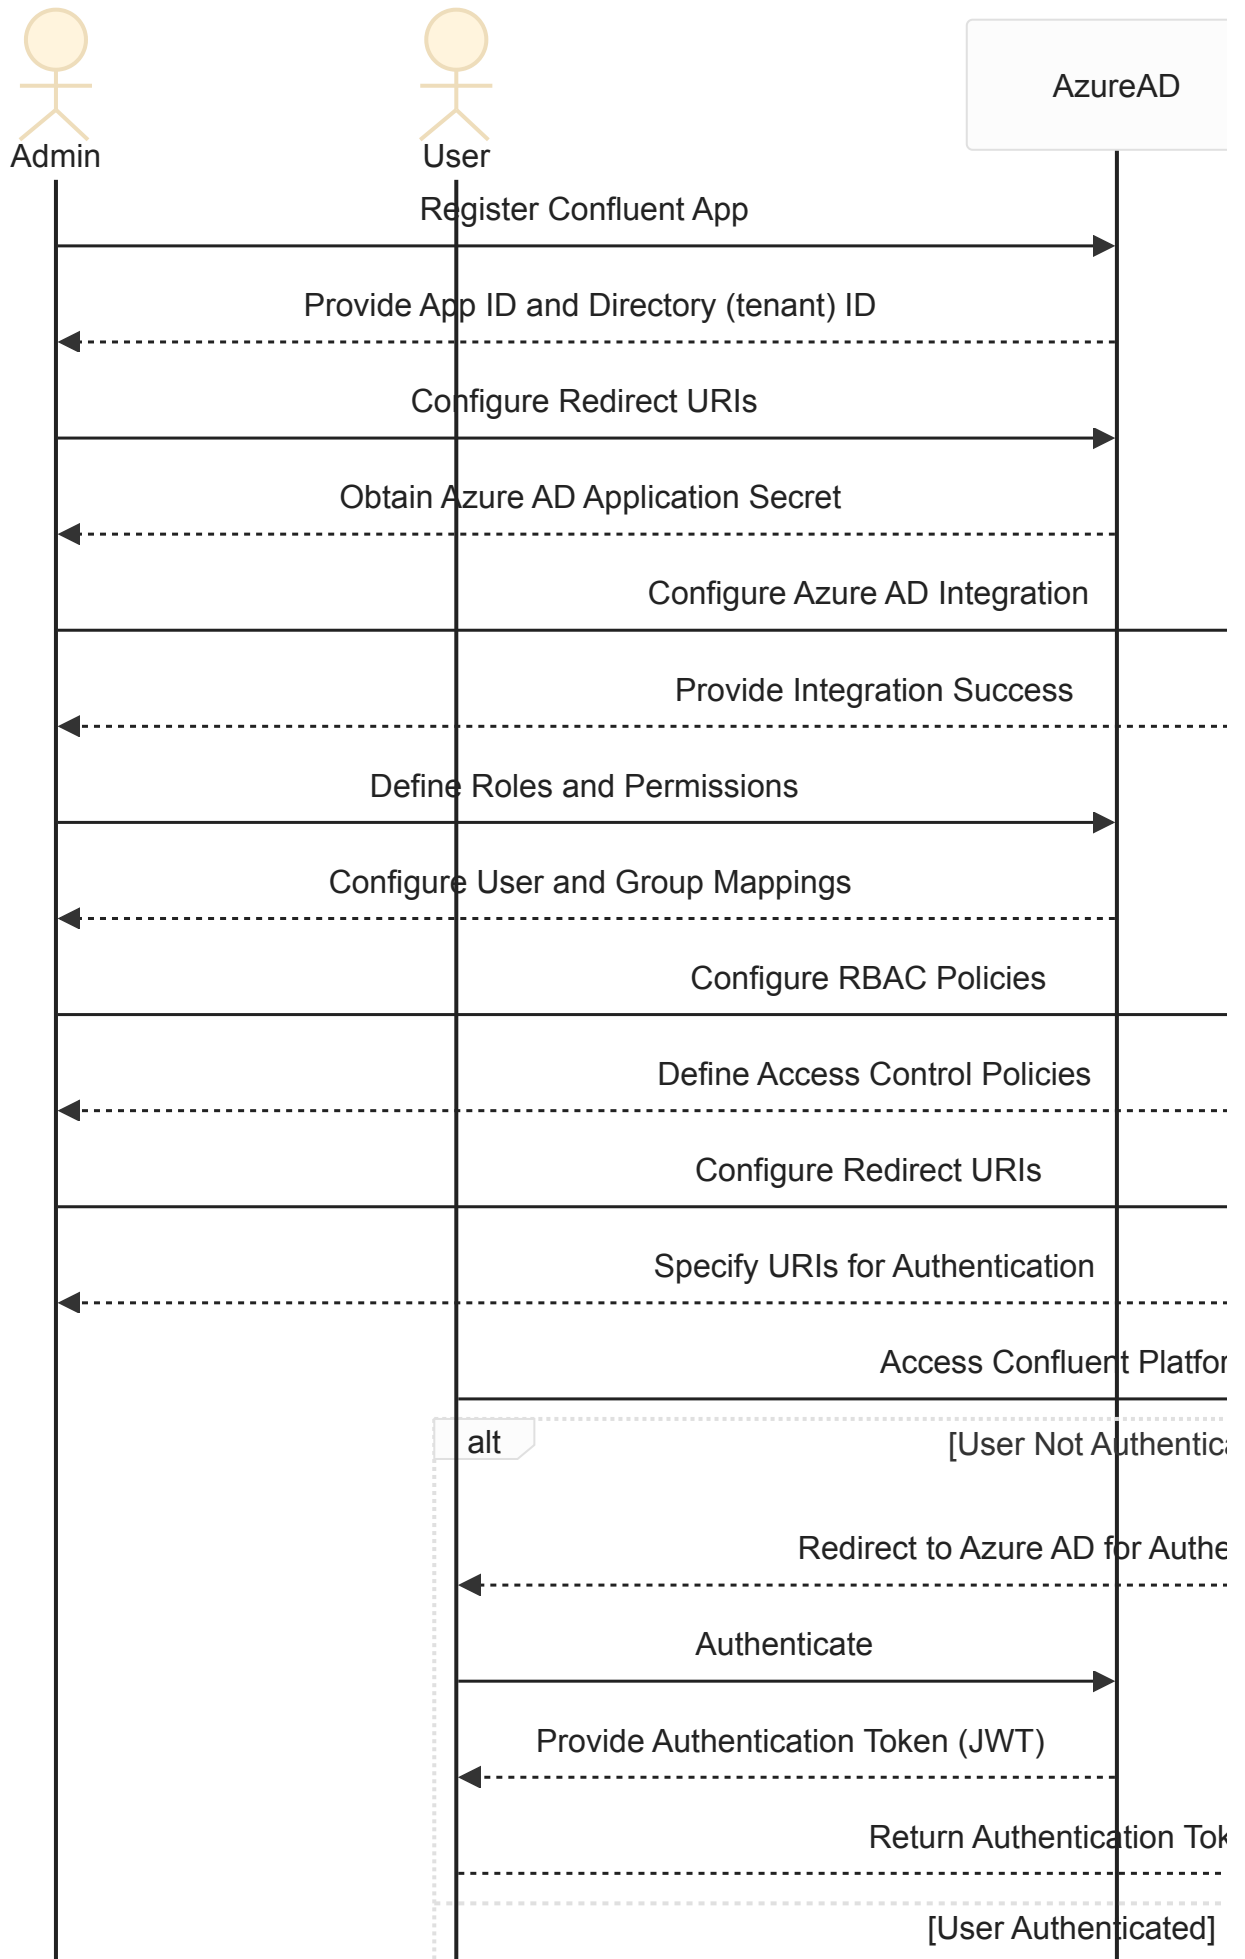 AzureAD
Admin
User
Register Confluent App
Provide App ID and Directory (tenant) ID
Configure Redirect URIs
Obtain Azure AD Application Secret
Configure Azure AD Integration
Provide Integration Success
Define Roles and Permissions
Configure User and Group Mappings
Configure RBAC Policies
Define Access Control Policies
Configure Redirect URIs
Specify URIs for Authentication
Access Confluent
alt
[User Not
Redirect to Azure AD for
Authenticate
Provide Authentication Token (JWT)
Return Authentication
[User Authenticated]